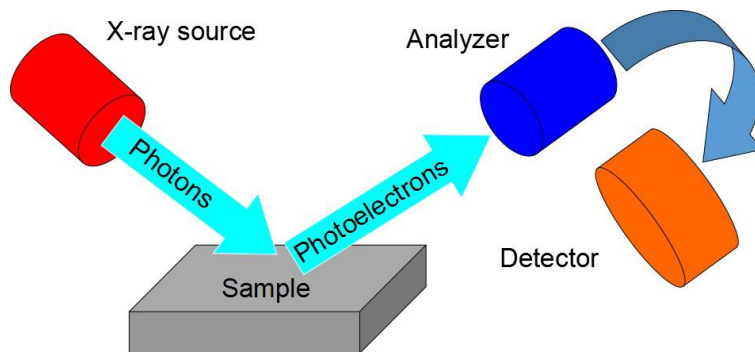 X-ray source
Analyzer
Photons
Photoelectrons
Sample
Detector